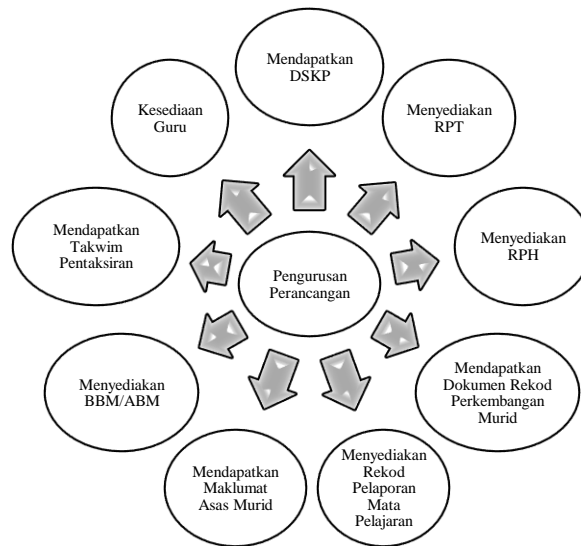 Mendapatkan
DSKP
Kesediaan
Guru
Menyediakan
RPT
Mendapatkan
Takwim
Pentaksiran
Menyediakan
RPH
Pengurusan
Perancangan
Menyediakan
BBM/ABM
Mendapatkan
Dokumen Rekod
Perkembangan
Murid
Mendapatkan
Maklumat
Asas Murid
Menyediakan
Rekod
Pelaporan
Mata
Pelajaran